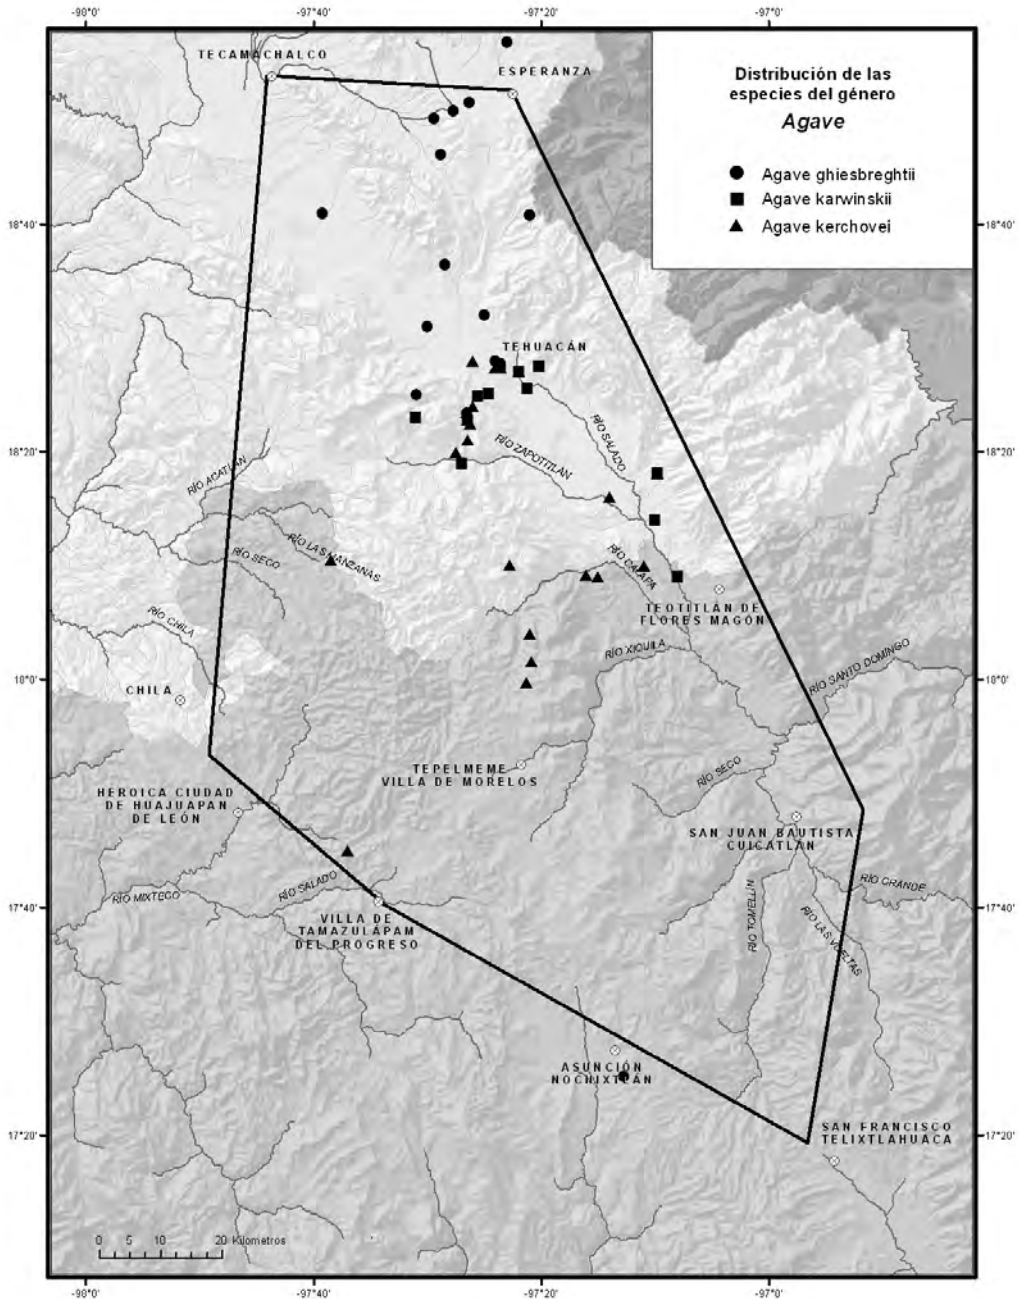 -98°0'
-97°40'
-97°20'
-97°0'
TECAMACHALCO
ESPERANZA
Distribución de las
especies del género
Agave
Agave ghiesbreghtii
Agave karwinskii
Agave kerchovei
18°40'
18°40'
TEHUACÁN
RÍO SALADO
RÍO ZAPOTITLÁN
18°20'
18°20'
RÍO ACATLÁN
RÍO LAS MANZANAS
RÍO SECO
RÍO CALAPA
TEOTITLÁN DE
FLORES MAGÓN
RÍO CHILA
RÍO XIQUILA
RÍO SANTO DOMINGO
18°0'
18°0'
CHILA
TEPELMEME
VILLA DE MORELOS
RÍO SECO
HEROICA CIUDAD
DE HUAJUAPAN
DE LEÓN
SAN JUAN BAUTISTA
CUICATLÁN
RÍO SALADO
RÍO MIXTECO
RÍO GRANDE
17°40'
17°40'
VILLA DE
TAMAZULÁPAM
DEL PROGRESO
RÍO TOMELLÍN
RÍO LAS VUELTAS
ASUNCIÓN
NOCHIXTLÁN
17°20'
17°20'
SAN FRANCISCO
TELIXTLAHUACA
0 5 10 20 Kilometros
-98°0'
-97°40'
-97°20'
-97°0'